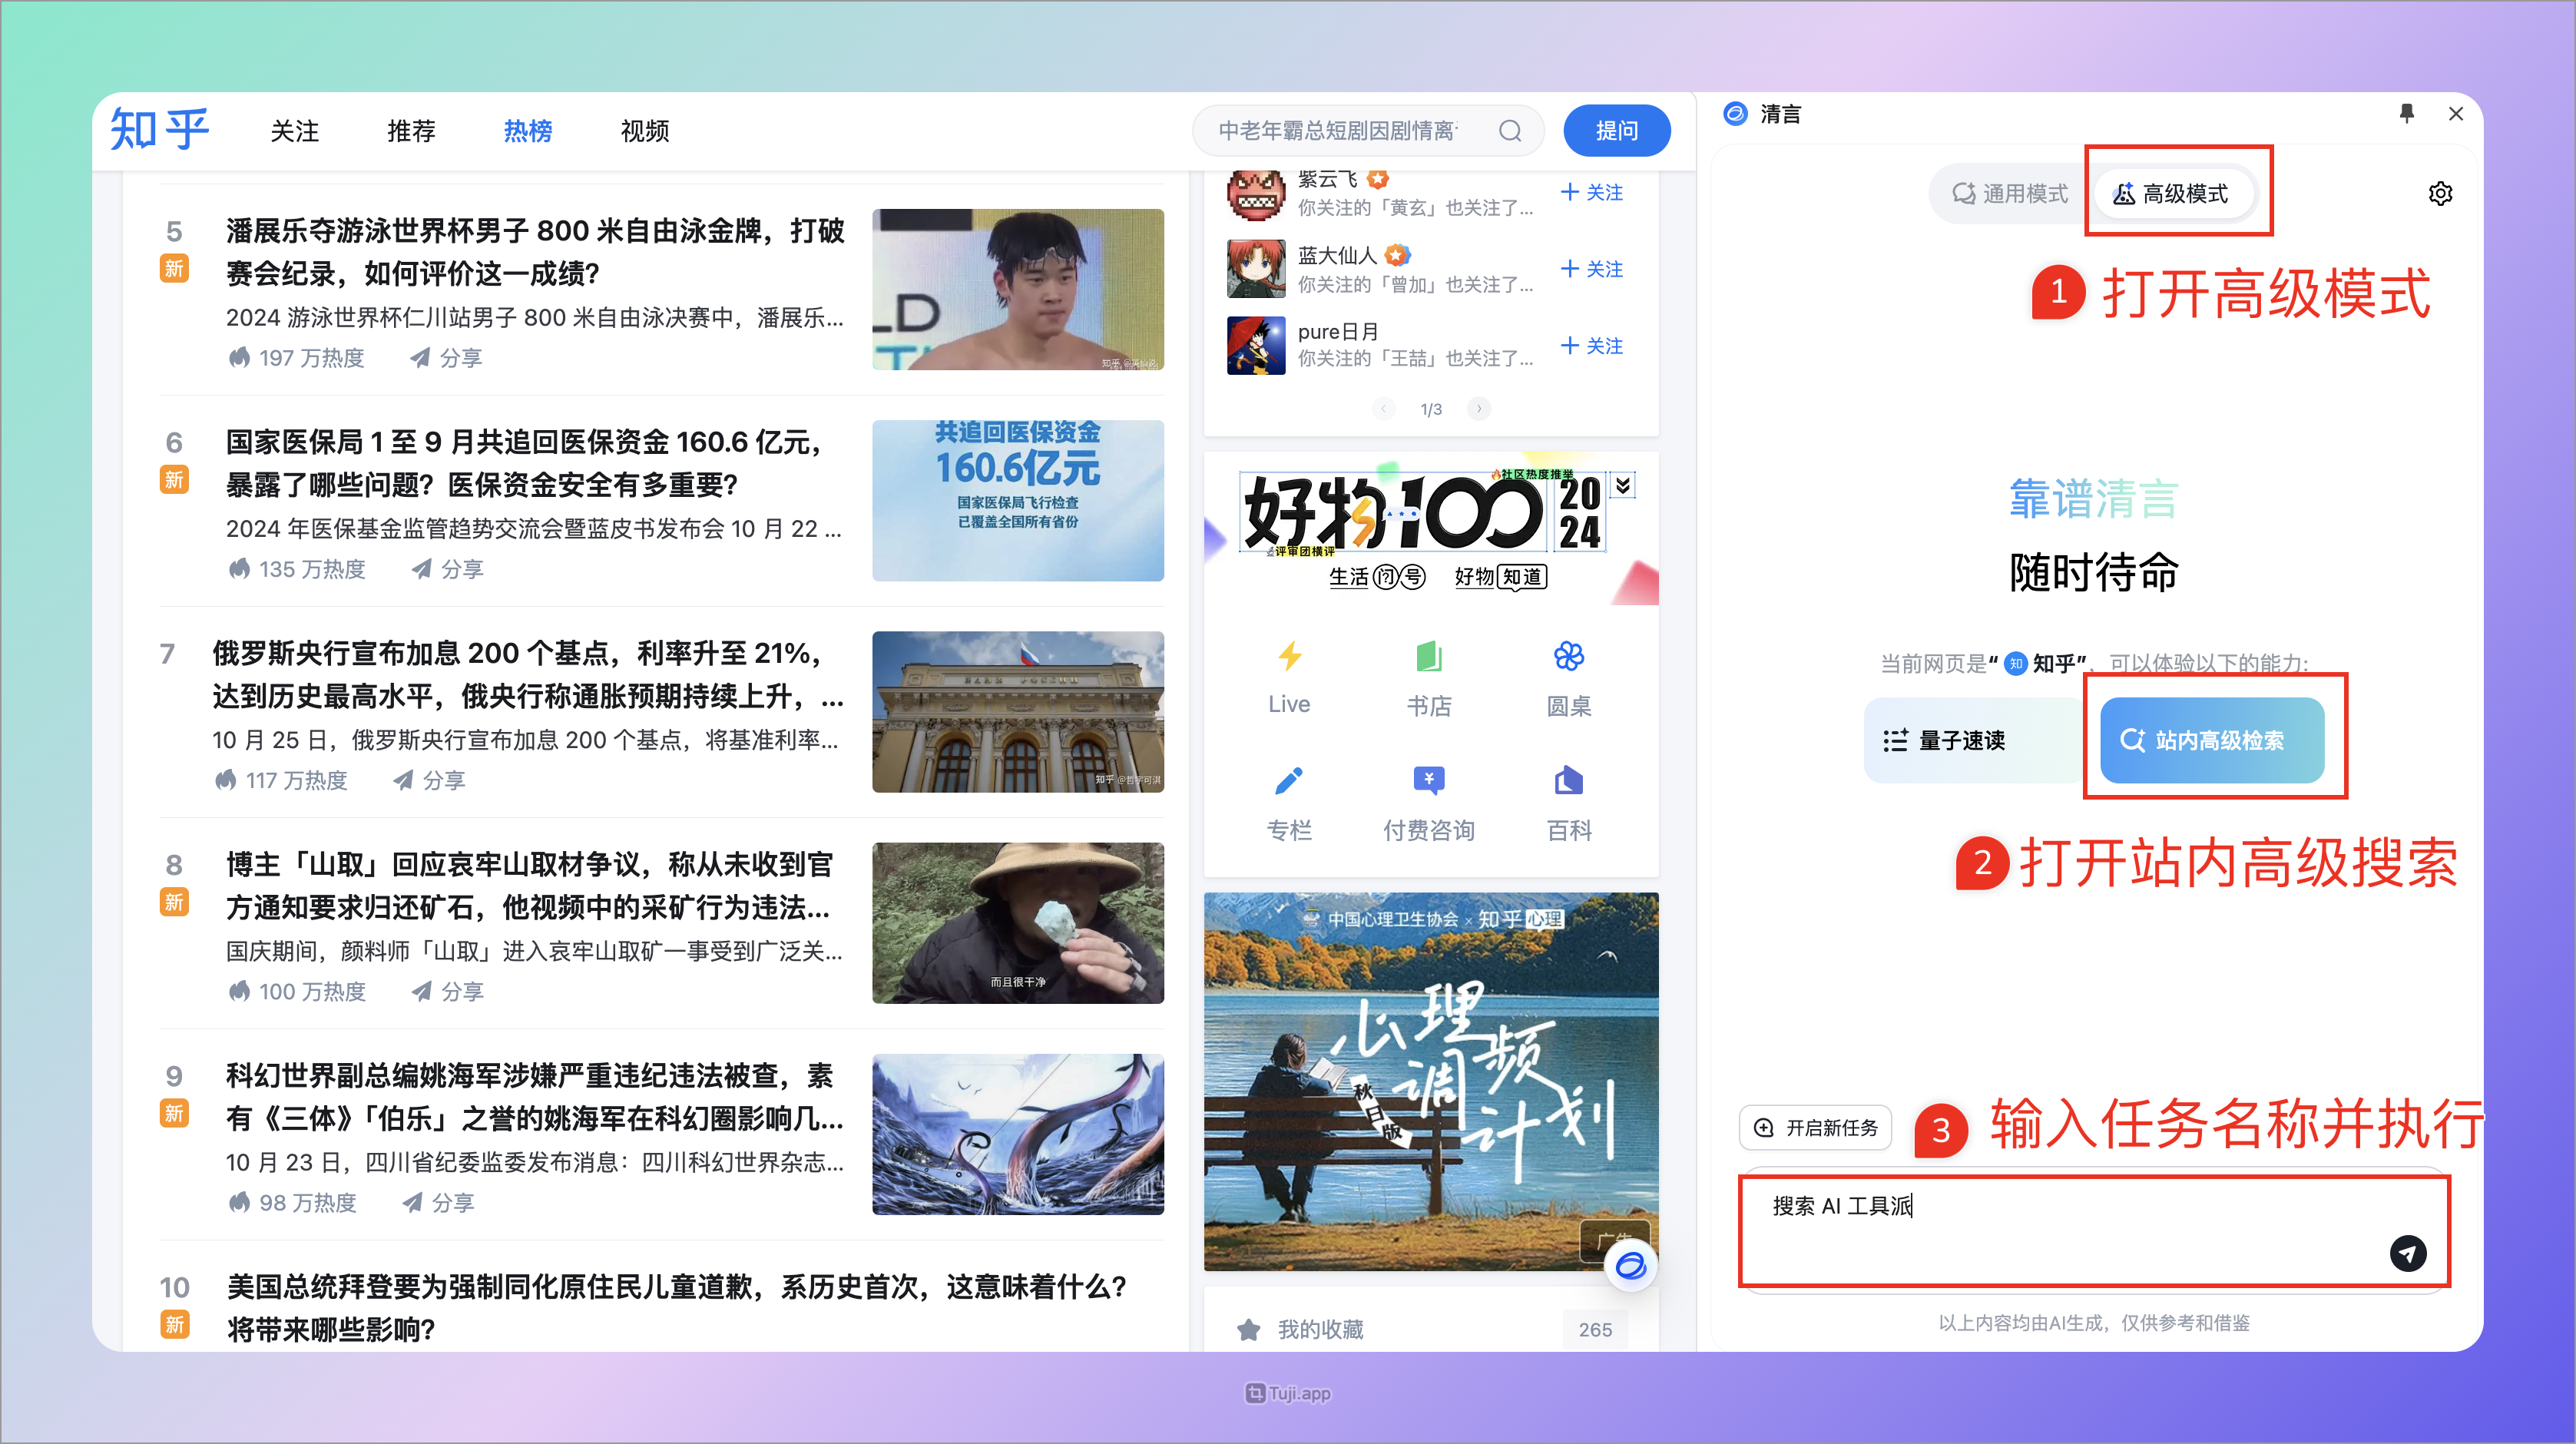 知乎
关注
推荐
热榜
视频
中老年霸总短剧因剧情离
提问
5
新
潘展乐夺游泳世界杯男子 800 米自由泳金牌，打破
赛会纪录，如何评价这一成绩？
2024 游泳世界杯仁川站男子 800 米自由泳决赛中，潘展乐...
197 万热度
分享
6
新
国家医保局 1 至 9 月共追回医保资金 160.6 亿元，
暴露了哪些问题？医保资金安全有多重要？
2024 年医保基金监管趋势交流会暨蓝皮书发布会 10 月 22 ...
135 万热度
分享
共追回医保资金
160.6亿元
国家医保局飞行检查
已覆盖全国所有省份
7
俄罗斯央行宣布加息 200 个基点，利率升至 21%，
达到历史最高水平，俄央行称通胀预期持续上升，...
10 月 25 日，俄罗斯央行宣布加息 200 个基点，将基准利率...
117 万热度
分享
8
新
博主「山取」回应哀牢山取材争议，称从未收到官
方通知要求归还矿石，他视频中的采矿行为违法...
国庆期间，颜料师「山取」进入哀牢山取矿一事受到广泛关...
100 万热度
分享
而且很干净
9
新
科幻世界副总编姚海军涉嫌严重违纪违法被查，素
有《三体》「伯乐」之誉的姚海军在科幻圈影响几...
10 月 23 日，四川省纪委监委发布消息：四川科幻世界杂志...
98 万热度
分享
10
新
美国总统拜登要为强制同化原住民儿童道歉，系历史首次，这意味着什么？
将带来哪些影响？
紫云飞
你关注的「黄玄」也关注了...
+ 关注
蓝大仙人
你关注的「曾加」也关注了...
+ 关注
pure日月
你关注的「王喆」也关注了...
+ 关注
1/3
社区热度推举
好物100
2024
评审团横评
生活问号
好物知道
Live
书店
圆桌
专栏
付费咨询
百科
中国心理卫生协会 × 知乎心理
心理
调频
计划
秋日版
我的收藏
265
清言
通用模式
高级模式
1 打开高级模式
靠谱清言
随时待命
当前网页是“知 知乎”，可以体验以下的能力：
量子速读
站内高级检索
2 打开站内高级搜索
开启新任务
3 输入任务名称并执行
搜索 AI 工具派
以上内容均由AI生成，仅供参考和借鉴
Tuji.app